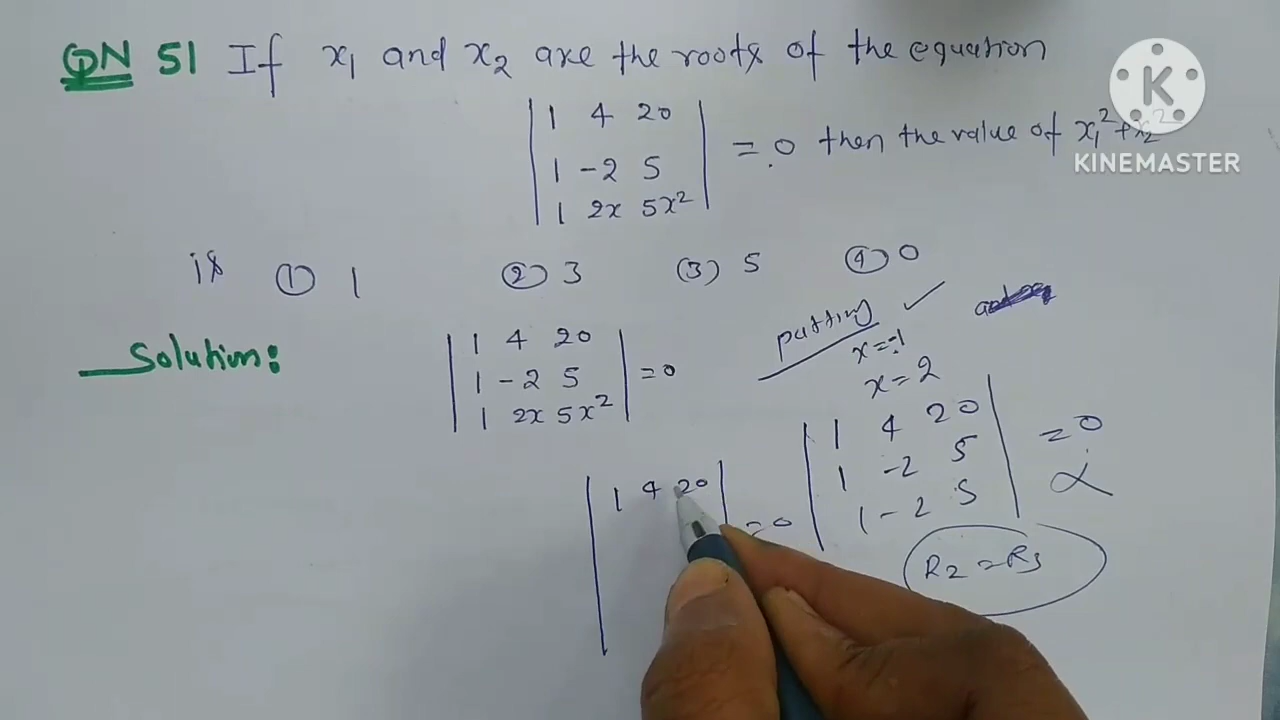 QN 51 If x₁ and x₂ are the roots of the equation
| 1 4 20 |
| 1 -2 5 | = 0 then the value of x₁² + x₂²
| 1 2x 5x² |
is ① 1 ② 3 (3) 5 ④ 0
K
KINEMASTER
Solution:
| 1 4 20 |
| 1 -2 5 | = 0
| 1 2x 5x² |
putting ✓
x = -1
x = 2
| 1 4 20 |
| 1 -2 5 | = 0
| 1 -2 5 |
R₂ = R₃
| 1 4 20 | = 0